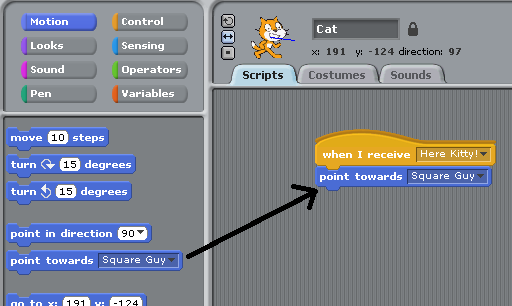 Motion Control
Looks Sensing
Sound Operators
Pen Variables
move 10 steps
turn 15 degrees
turn 15 degrees
point in direction 90
point towards Square Guy
go to x: 191 y: -124
Cat
x: 191 y: -124 direction: 97
Scripts Costumes Sounds
when I receive Here Kitty!
point towards Square Guy